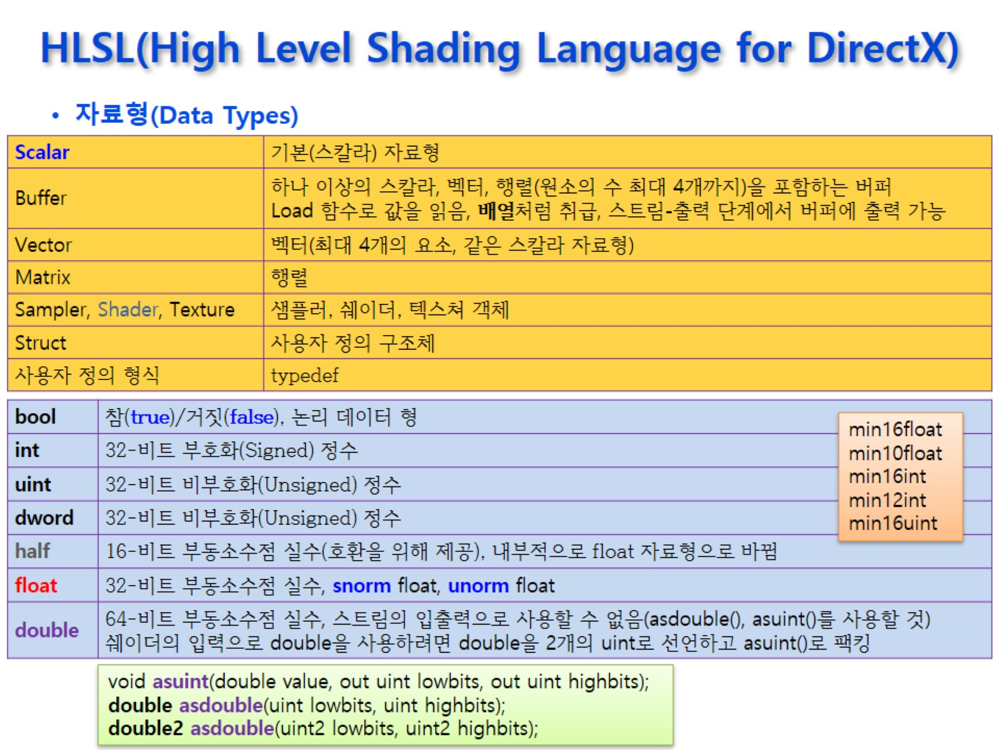 HLSL(High Level Shading Language for DirectX)
• 자료형(Data Types)
Scalar 기본(스칼라) 자료형
Buffer 하나 이상의 스칼라, 벡터, 행렬(원소의 수 최대 4개까지)을 포함하는 버퍼
Load 함수로 값을 읽음, 배열처럼 취급, 스트림-출력 단계에서 버퍼에 출력 가능
Vector 벡터(최대 4개의 요소, 같은 스칼라 자료형)
Matrix 행렬
Sampler, Shader, Texture 샘플러, 쉐이더, 텍스쳐 객체
Struct 사용자 정의 구조체
사용자 정의 형식 typedef
bool 참(true)/거짓(false), 논리 데이터 형
int 32-비트 부호화(Signed) 정수
uint 32-비트 비부호화(Unsigned) 정수
dword 32-비트 비부호화(Unsigned) 정수
half 16-비트 부동소수점 실수(호환을 위해 제공), 내부적으로 float 자료형으로 바뀜
float 32-비트 부동소수점 실수, snorm float, unorm float
double 64-비트 부동소수점 실수, 스트림의 입출력으로 사용할 수 없음(asdouble(), asuint()를 사용할 것)
쉐이더의 입력으로 double을 사용하려면 double을 2개의 uint로 선언하고 asuint()로 팩킹
min16float
min10float
min16int
min12int
min16uint
void asuint(double value, out uint lowbits, out uint highbits);
double asdouble(uint lowbits, uint highbits);
double2 asdouble(uint2 lowbits, uint2 highbits);